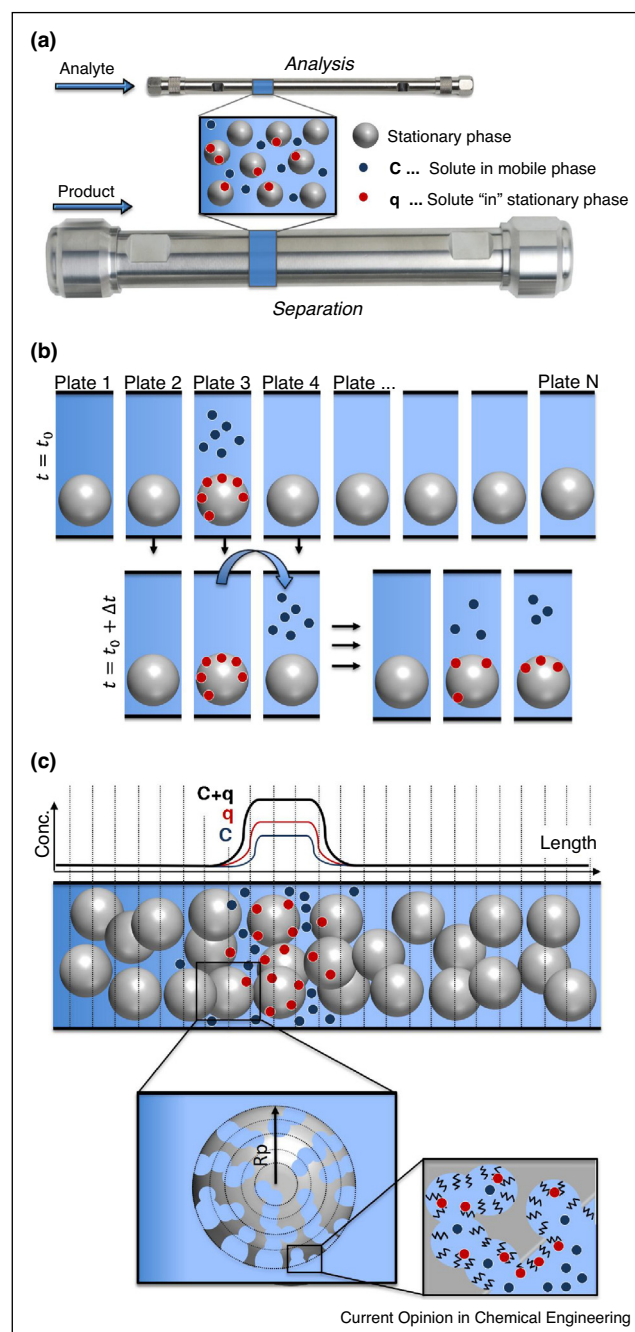 (a)
Analysis
Analyte
Stationary phase
C ... Solute in mobile phase
Product
q ... Solute “in” stationary phase
Separation
(b)
Plate 1 Plate 2 Plate 3 Plate 4 Plate ... Plate N
t = t₀
t = t₀ + Δt
(c)
C+q
q
C
Conc.
Length
Rp
Current Opinion in Chemical Engineering